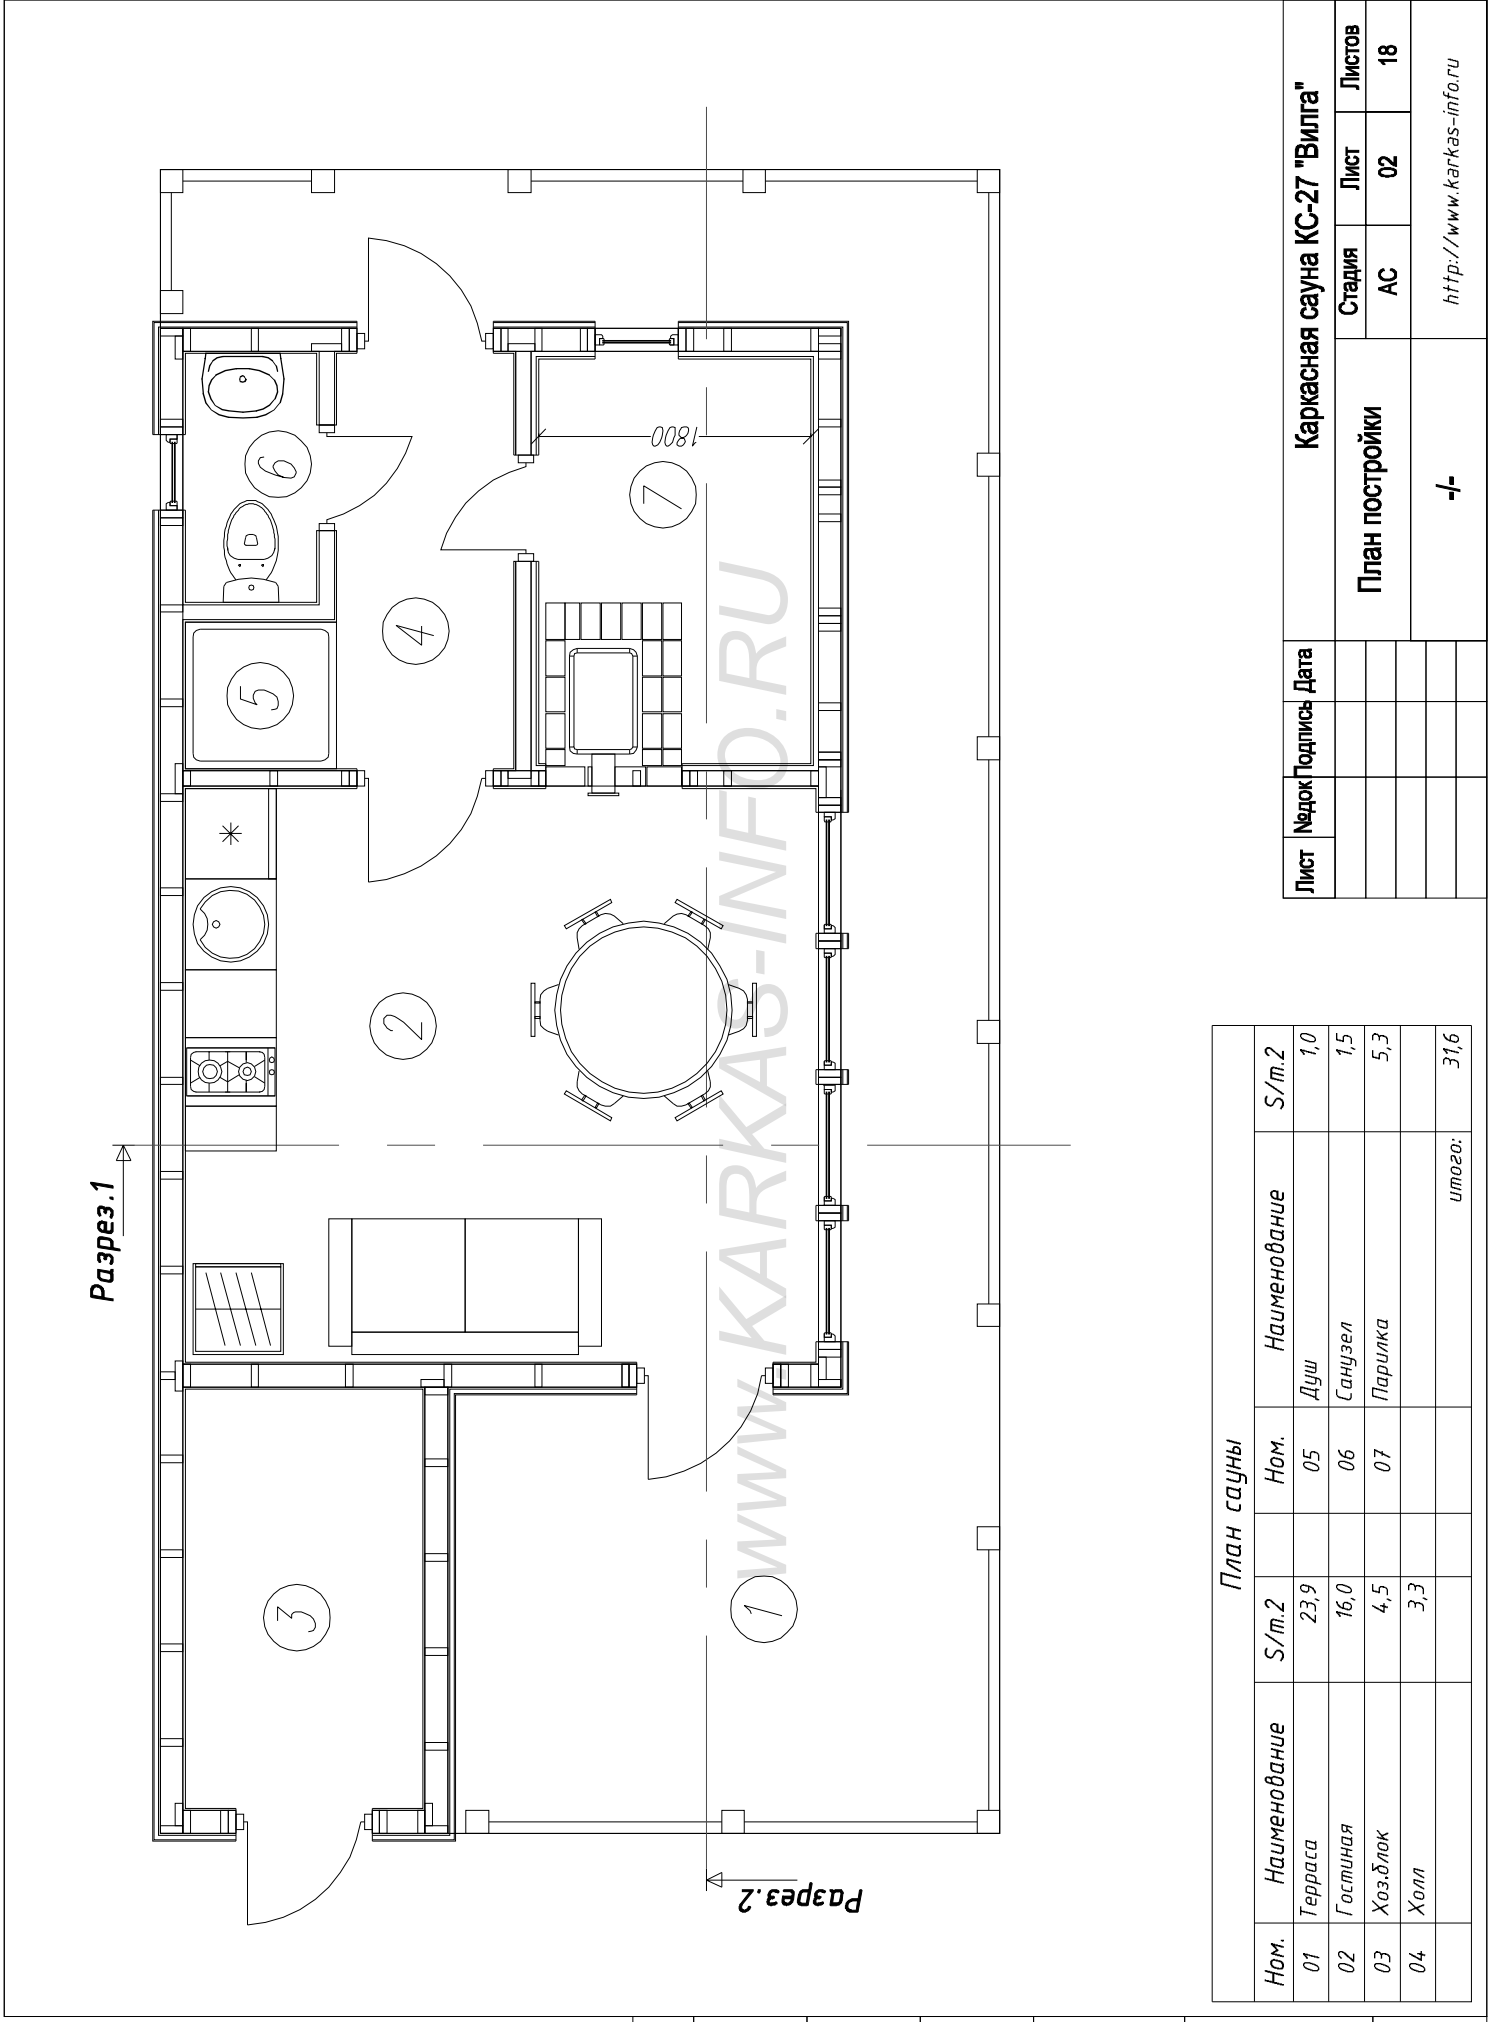 Разрез.1
Разрез.2
1
2
3
4
5
6
7
1800
www.KARKAS-INFO.RU
План сауны
Ном. Наименование S/m.2 Ном. Наименование S/m.2
01 Терраса 23,9 05 Душ 1,0
02 Гостиная 16,0 06 Санузел 1,5
03 Хоз.блок 4,5 07 Парилка 5,3
04 Холл 3,3
итого: 31,6
Лист №док Подпись Дата
Каркасная сауна КС-27 "Вилга"
План постройки
Стадия Лист Листов
АС 02 18
-/-
http://www.karkas-info.ru